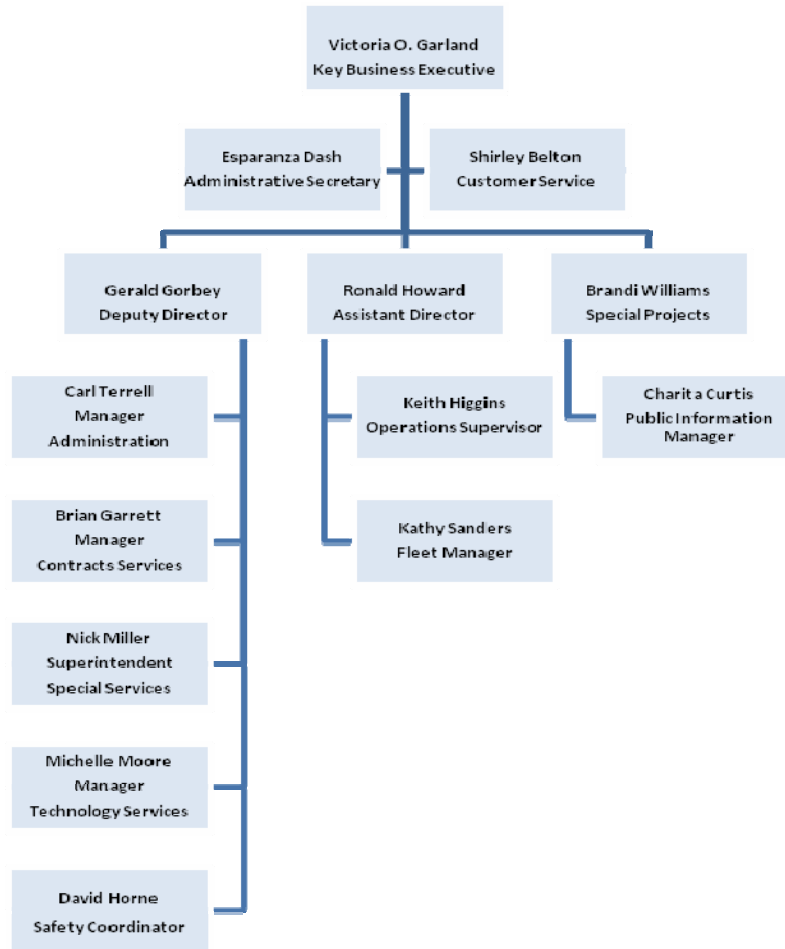 Victoria O. Garland
Key Business Executive
Esparanza Dash
Administrative Secretary
Shirley Belton
Customer Service
Gerald Gorbey
Deputy Director
Ronald Howard
Assistant Director
Brandi Williams
Special Projects
Carl Terrell
Manager
Administration
Keith Higgins
Operations Supervisor
Charita Curtis
Public Information
Manager
Brian Garrett
Manager
Contracts Services
Kathy Sanders
Fleet Manager
Nick Miller
Superintendent
Special Services
Michelle Moore
Manager
Technology Services
David Horne
Safety Coordinator